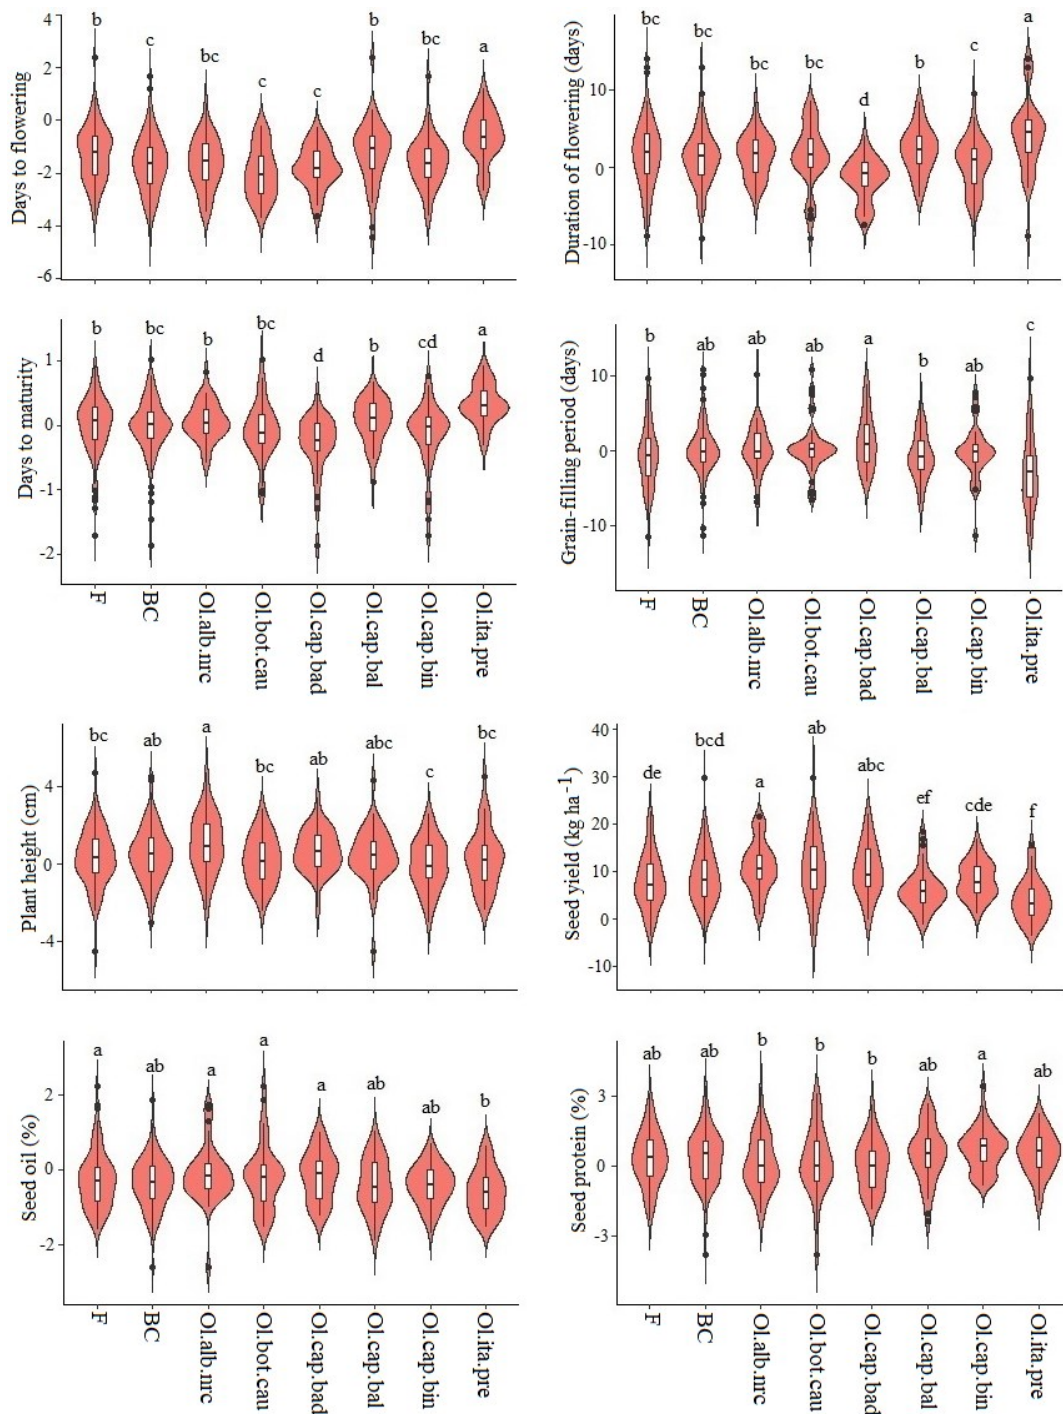 Days to flowering
4
2
0
-2
-4
-6
b
c
bc
c
c
b
bc
a
Duration of flowering (days)
10
0
-10
bc
bc
bc
bc
d
b
c
a
Days to maturity
1
0
-1
-2
b
bc
b
bc
d
b
cd
a
F
BC
Ol.alb.nrc
Ol.bot.cau
Ol.cap.bad
Ol.cap.bal
Ol.cap.bin
Ol.ita.pre
Grain-filling period (days)
10
0
-10
b
ab
ab
ab
a
b
ab
c
F
BC
Ol.alb.nrc
Ol.bot.cau
Ol.cap.bad
Ol.cap.bal
Ol.cap.bin
Ol.ita.pre
Plant height (cm)
4
0
-4
bc
ab
a
bc
ab
abc
c
bc
Seed yield (kg ha⁻¹)
40
30
20
10
0
-10
de
bcd
a
ab
abc
ef
cde
f
Seed oil (%)
2
-0
-2
a
ab
a
a
a
ab
ab
b
F
BC
Ol.alb.nrc
Ol.bot.cau
Ol.cap.bad
Ol.cap.bal
Ol.cap.bin
Ol.ita.pre
Seed protein (%)
3
0
-3
ab
ab
b
b
b
ab
a
ab
F
BC
Ol.alb.nrc
Ol.bot.cau
Ol.cap.bad
Ol.cap.bal
Ol.cap.bin
Ol.ita.pre